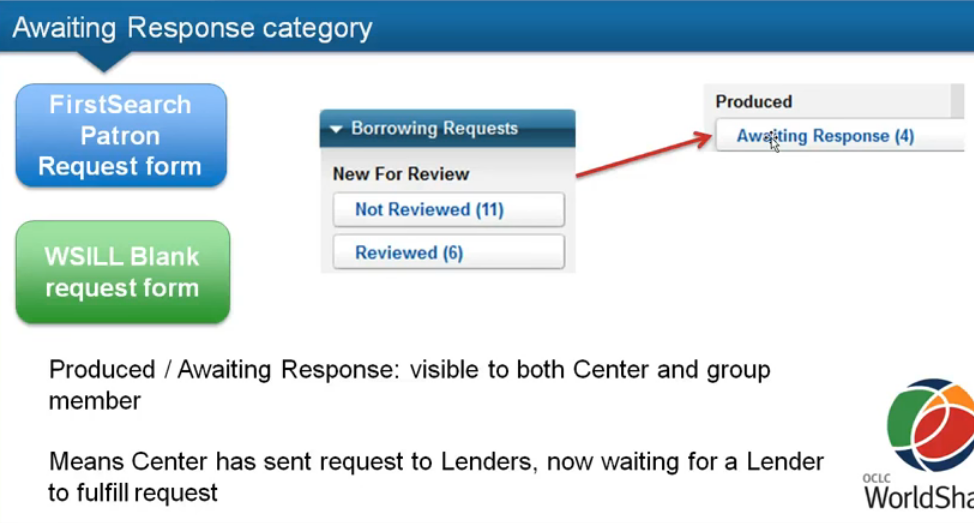 Awaiting Response category
FirstSearch
Patron
Request form
Borrowing Requests
New For Review
Not Reviewed (11)
Reviewed (6)
Produced
Awaiting Response (4)
WSILL Blank
request form
Produced / Awaiting Response: visible to both Center and group
member
Means Center has sent request to Lenders, now waiting for a Lender
to fulfill request
OCLC